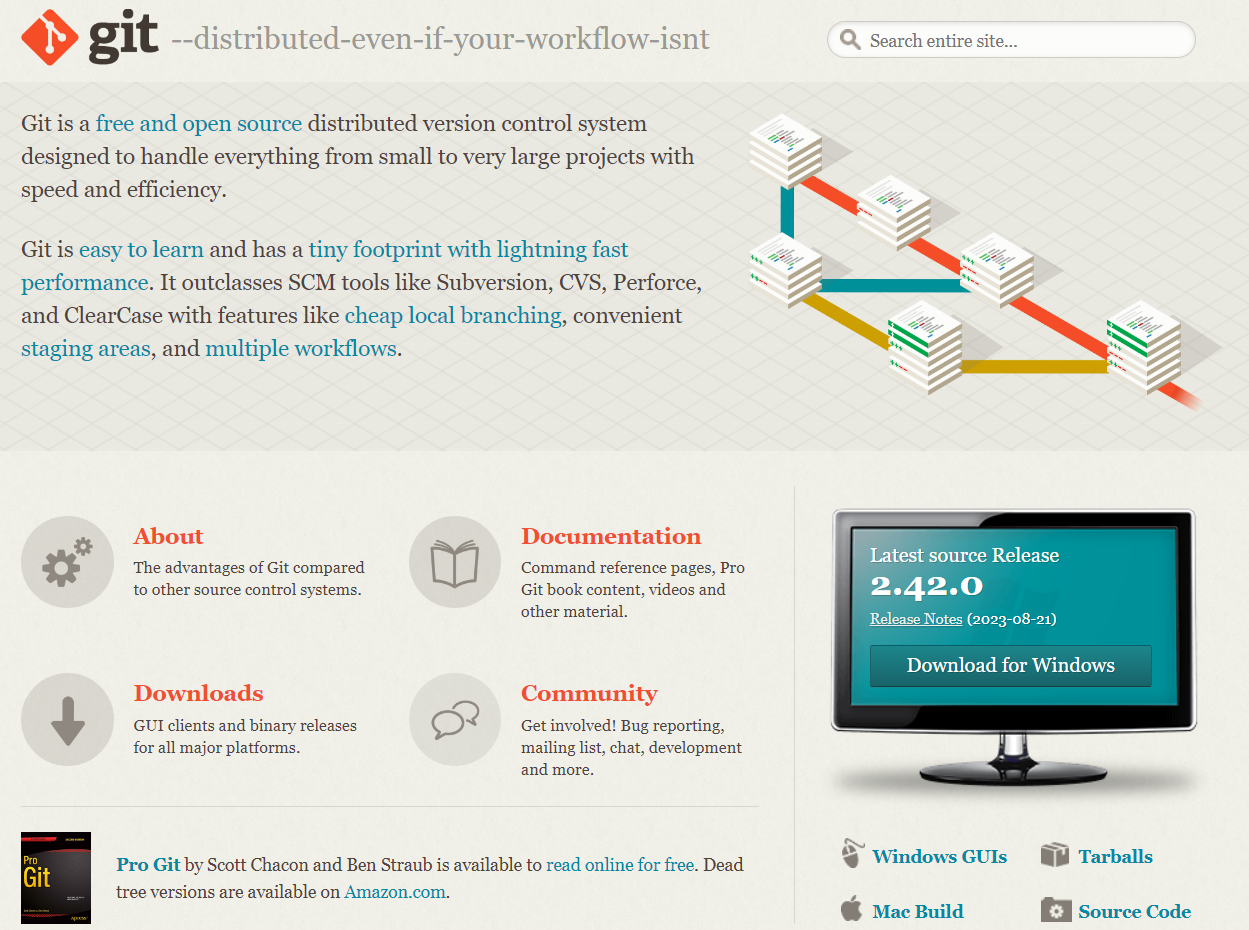 git --distributed-even-if-your-workflow-isnt
Search entire site...
Git is a free and open source distributed version control system
designed to handle everything from small to very large projects with
speed and efficiency.
Git is easy to learn and has a tiny footprint with lightning fast
performance. It outclasses SCM tools like Subversion, CVS, Perforce,
and ClearCase with features like cheap local branching, convenient
staging areas, and multiple workflows.
About
The advantages of Git compared
to other source control systems.
Documentation
Command reference pages, Pro
Git book content, videos and
other material.
Downloads
GUI clients and binary releases
for all major platforms.
Community
Get involved! Bug reporting,
mailing list, chat, development
and more.
Pro
Git
Pro Git by Scott Chacon and Ben Straub is available to read online for free. Dead
tree versions are available on Amazon.com.
Latest source Release
2.42.0
Release Notes (2023-08-21)
Download for Windows
Windows GUIs
Tarballs
Mac Build
Source Code